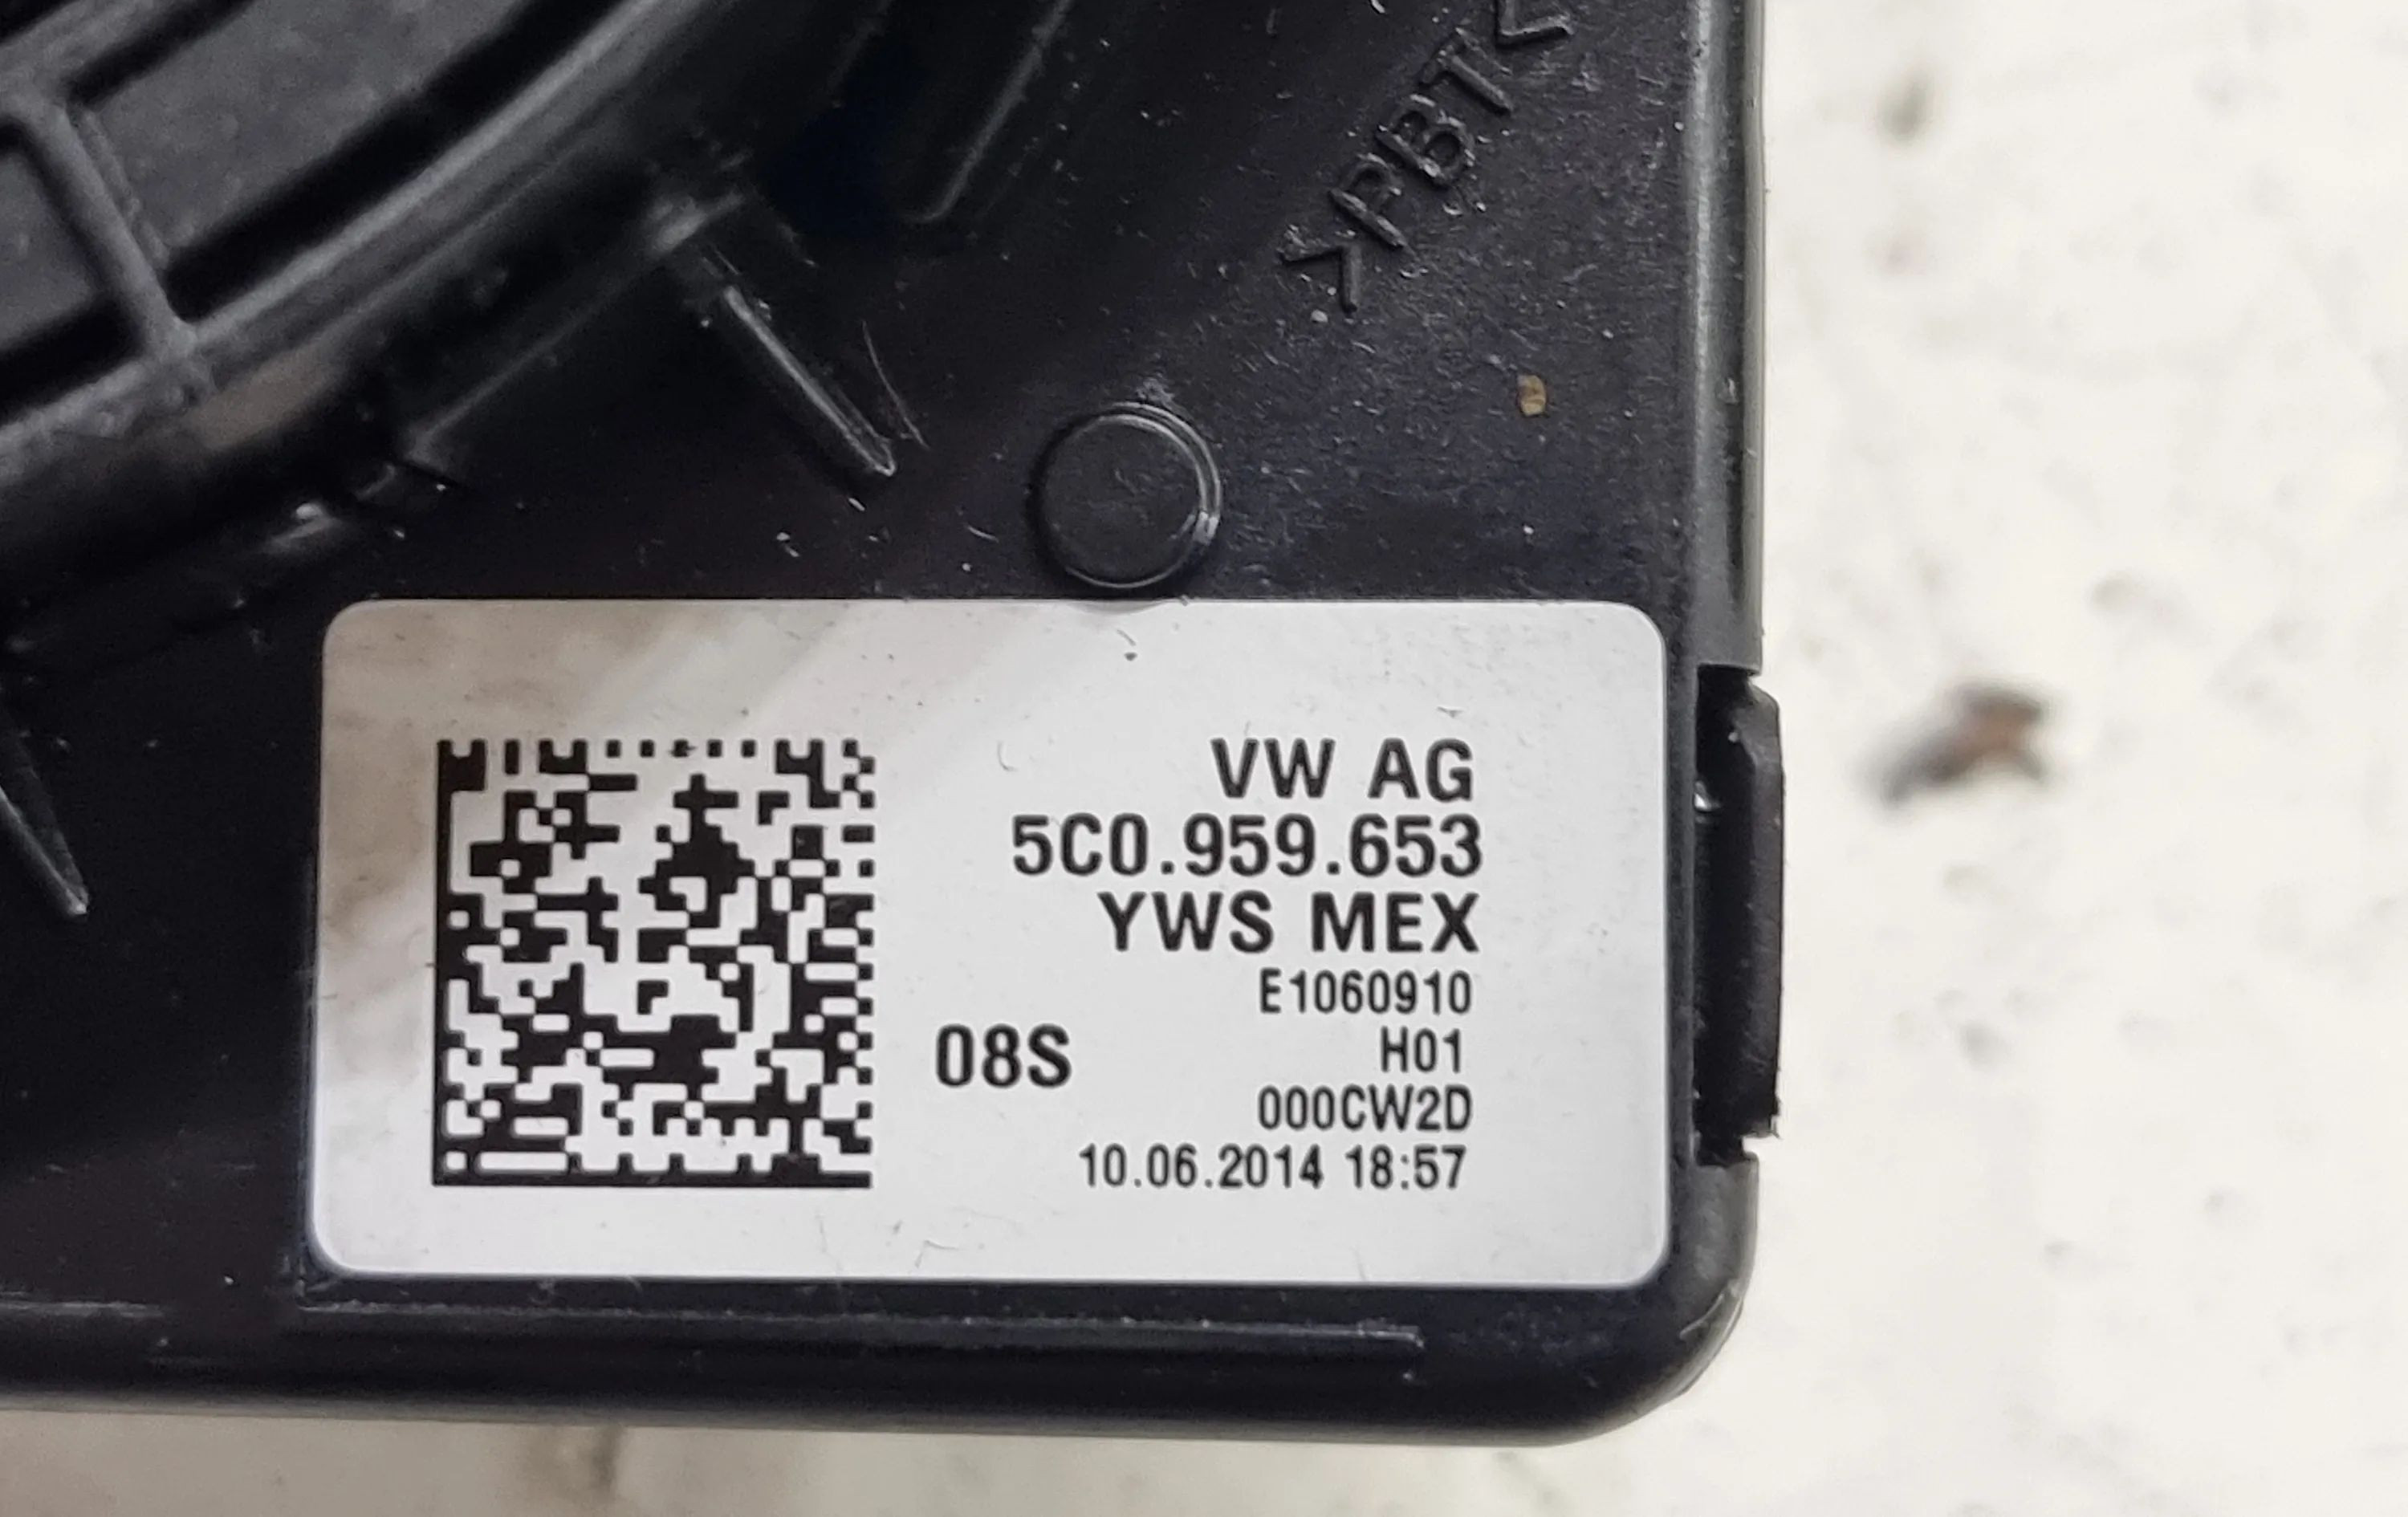 >PBT<
VW AG
5C0.959.653
YWS MEX
E1060910
08S H01
000CW2D
10.06.2014 18:57